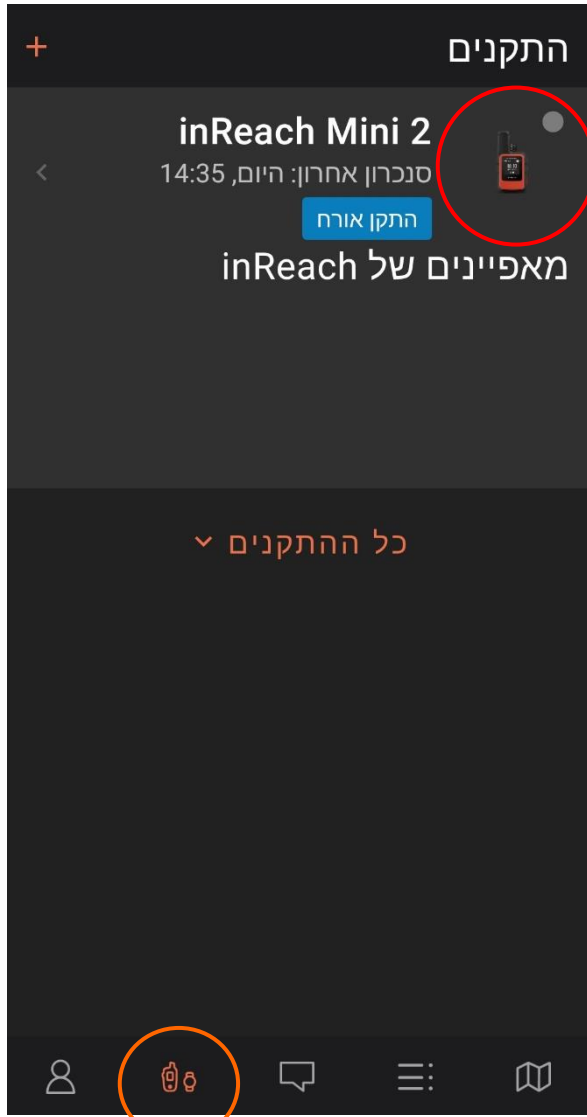 התקנים
+
inReach Mini 2
סנכרון אחרון: היום, 14:35
התקן אורח
מאפיינים של inReach
כל ההתקנים